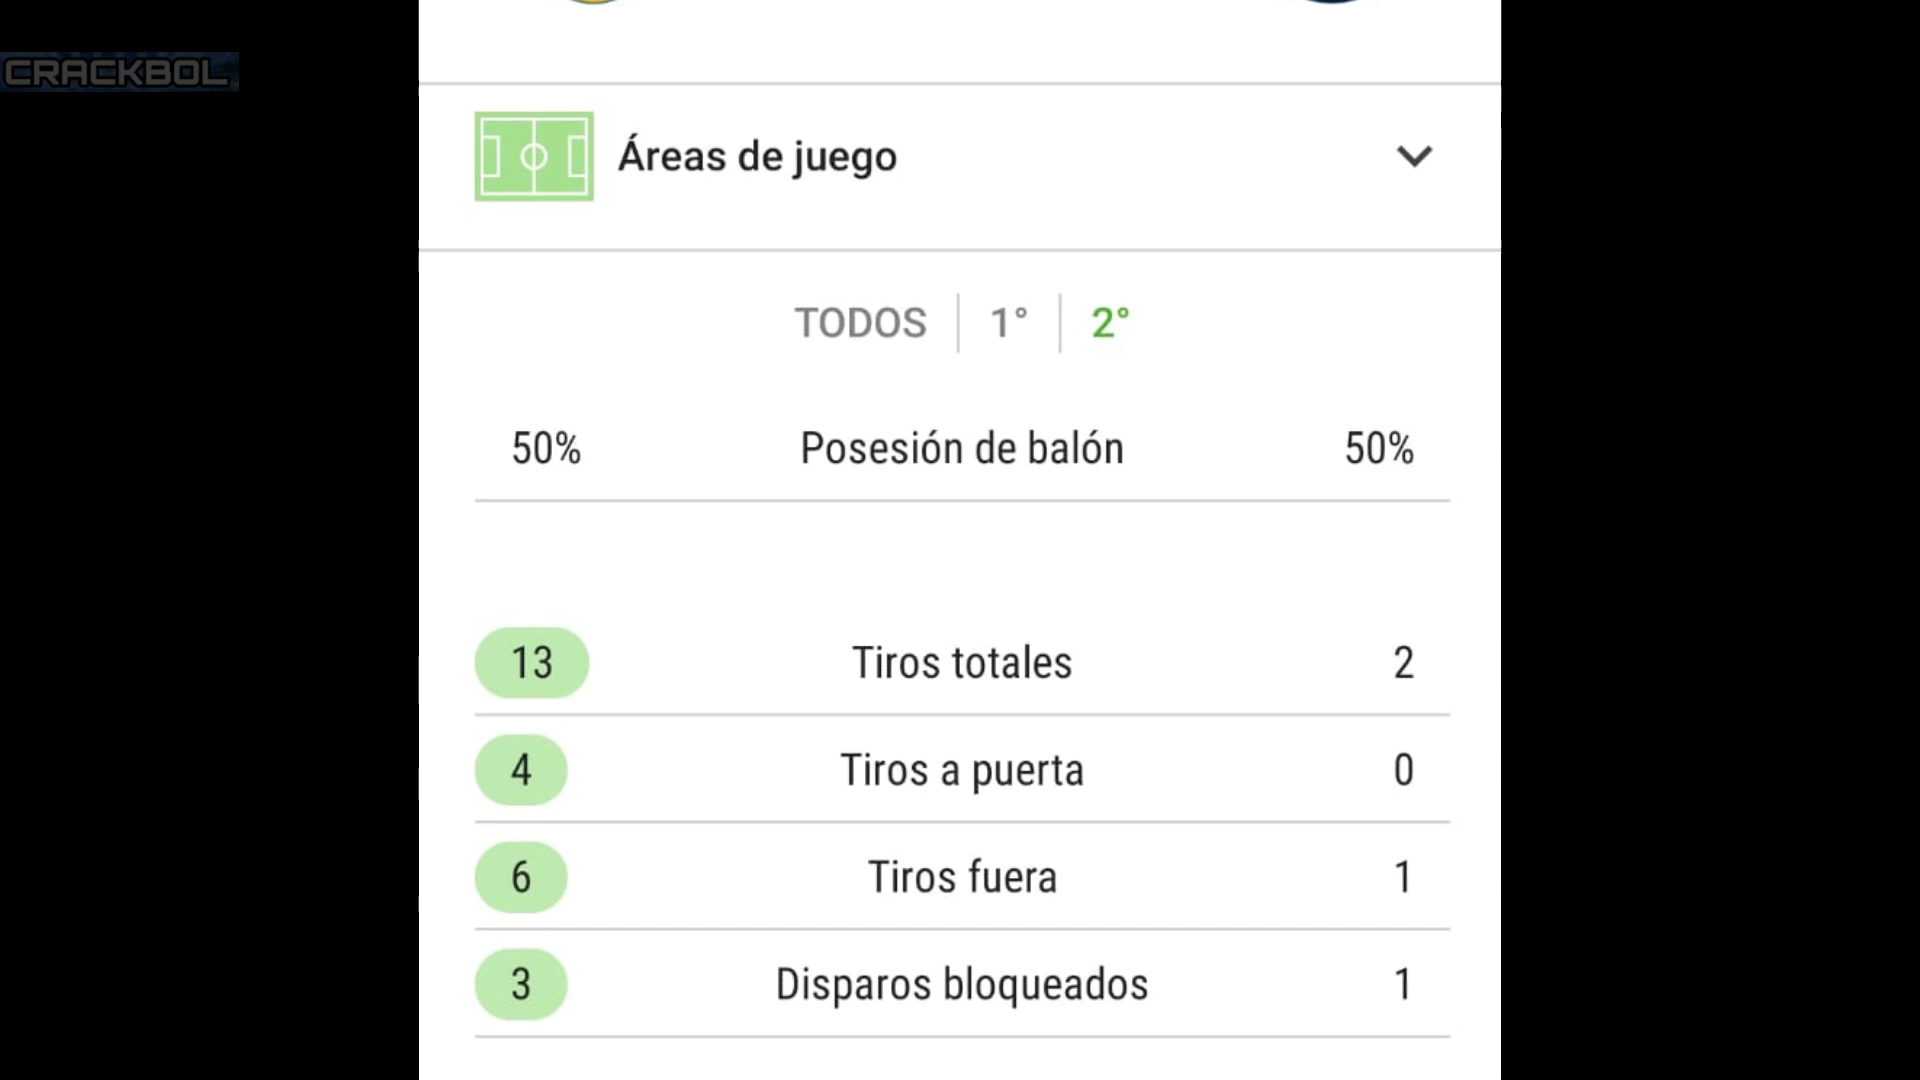 CRACKBOL
Áreas de juego
TODOS 1° 2°
50% Posesión de balón 50%
13 Tiros totales 2
4 Tiros a puerta 0
6 Tiros fuera 1
3 Disparos bloqueados 1